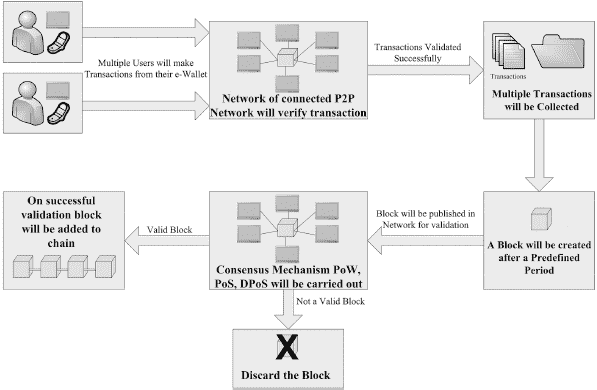 Multiple Users will make
Transactions from their e-Wallet
Network of connected P2P
Network will verify transaction
Transactions Validated
Successfully
Transactions
Multiple Transactions
will be Collected
On successful
validation block
will be added to
chain
Valid Block
Consensus Mechanism PoW,
PoS, DPoS will be carried out
Block will be published in
Network for validation
A Block will be created
after a Predefined
Period
Not a Valid Block
X
Discard the Block